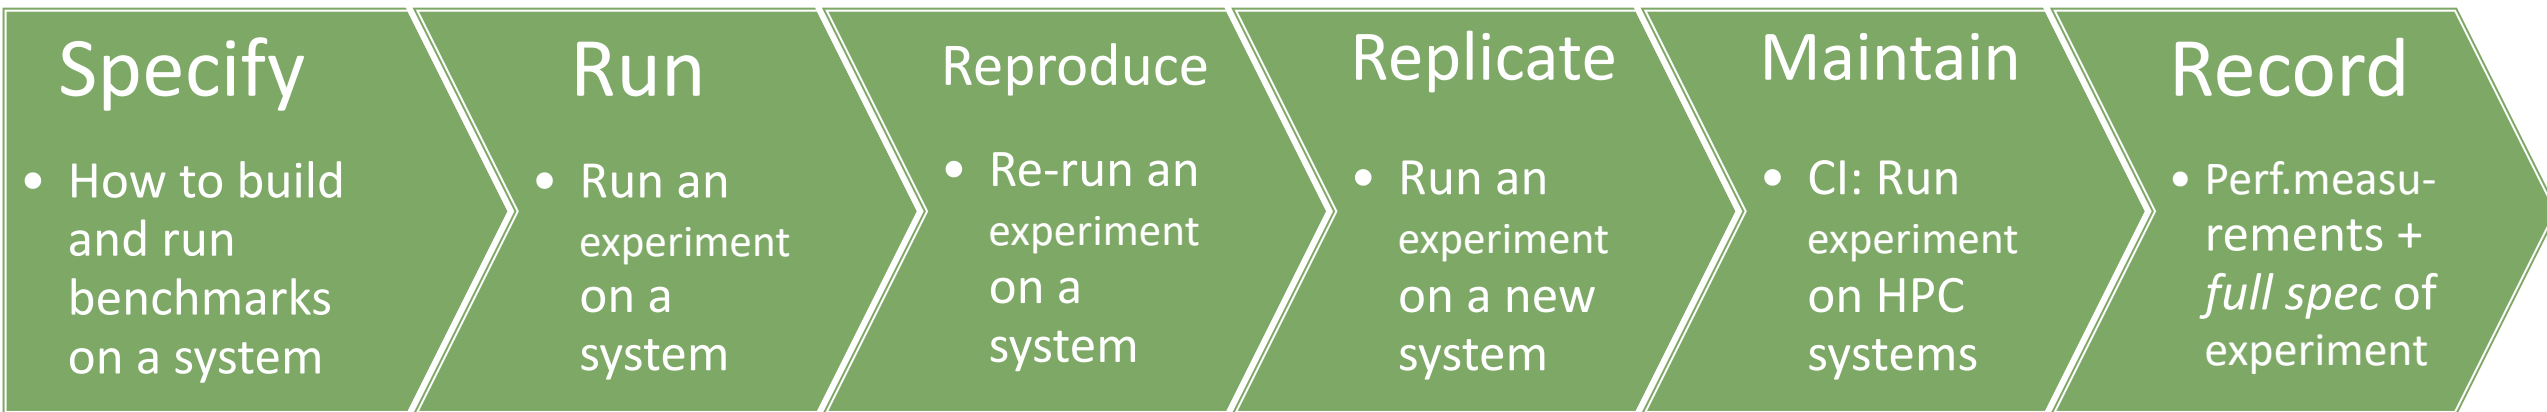 Specify
• How to build
and run
benchmarks
on a system
Run
• Run an
experiment
on a
system
Reproduce
• Re-run an
experiment
on a
system
Replicate
• Run an
experiment
on a new
system
Maintain
• CI: Run
experiment
on HPC
systems
Record
• Perf.measu-
rements +
full spec of
experiment